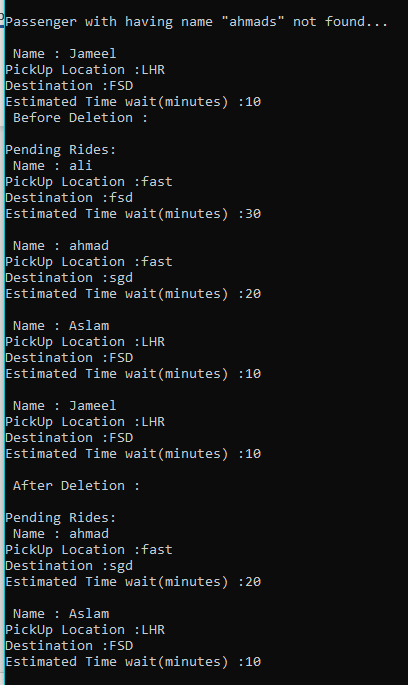 Passenger with having name "ahmads" not found...
Name : Jameel
PickUp Location :LHR
Destination :FSD
Estimated Time wait(minutes) :10
Before Deletion :
Pending Rides:
Name : ali
PickUp Location :fast
Destination :fsd
Estimated Time wait(minutes) :30
Name : ahmad
PickUp Location :fast
Destination :sgd
Estimated Time wait(minutes) :20
Name : Aslam
PickUp Location :LHR
Destination :FSD
Estimated Time wait(minutes) :10
Name : Jameel
PickUp Location :LHR
Destination :FSD
Estimated Time wait(minutes) :10
After Deletion :
Pending Rides:
Name : ahmad
PickUp Location :fast
Destination :sgd
Estimated Time wait(minutes) :20
Name : Aslam
PickUp Location :LHR
Destination :FSD
Estimated Time wait(minutes) :10